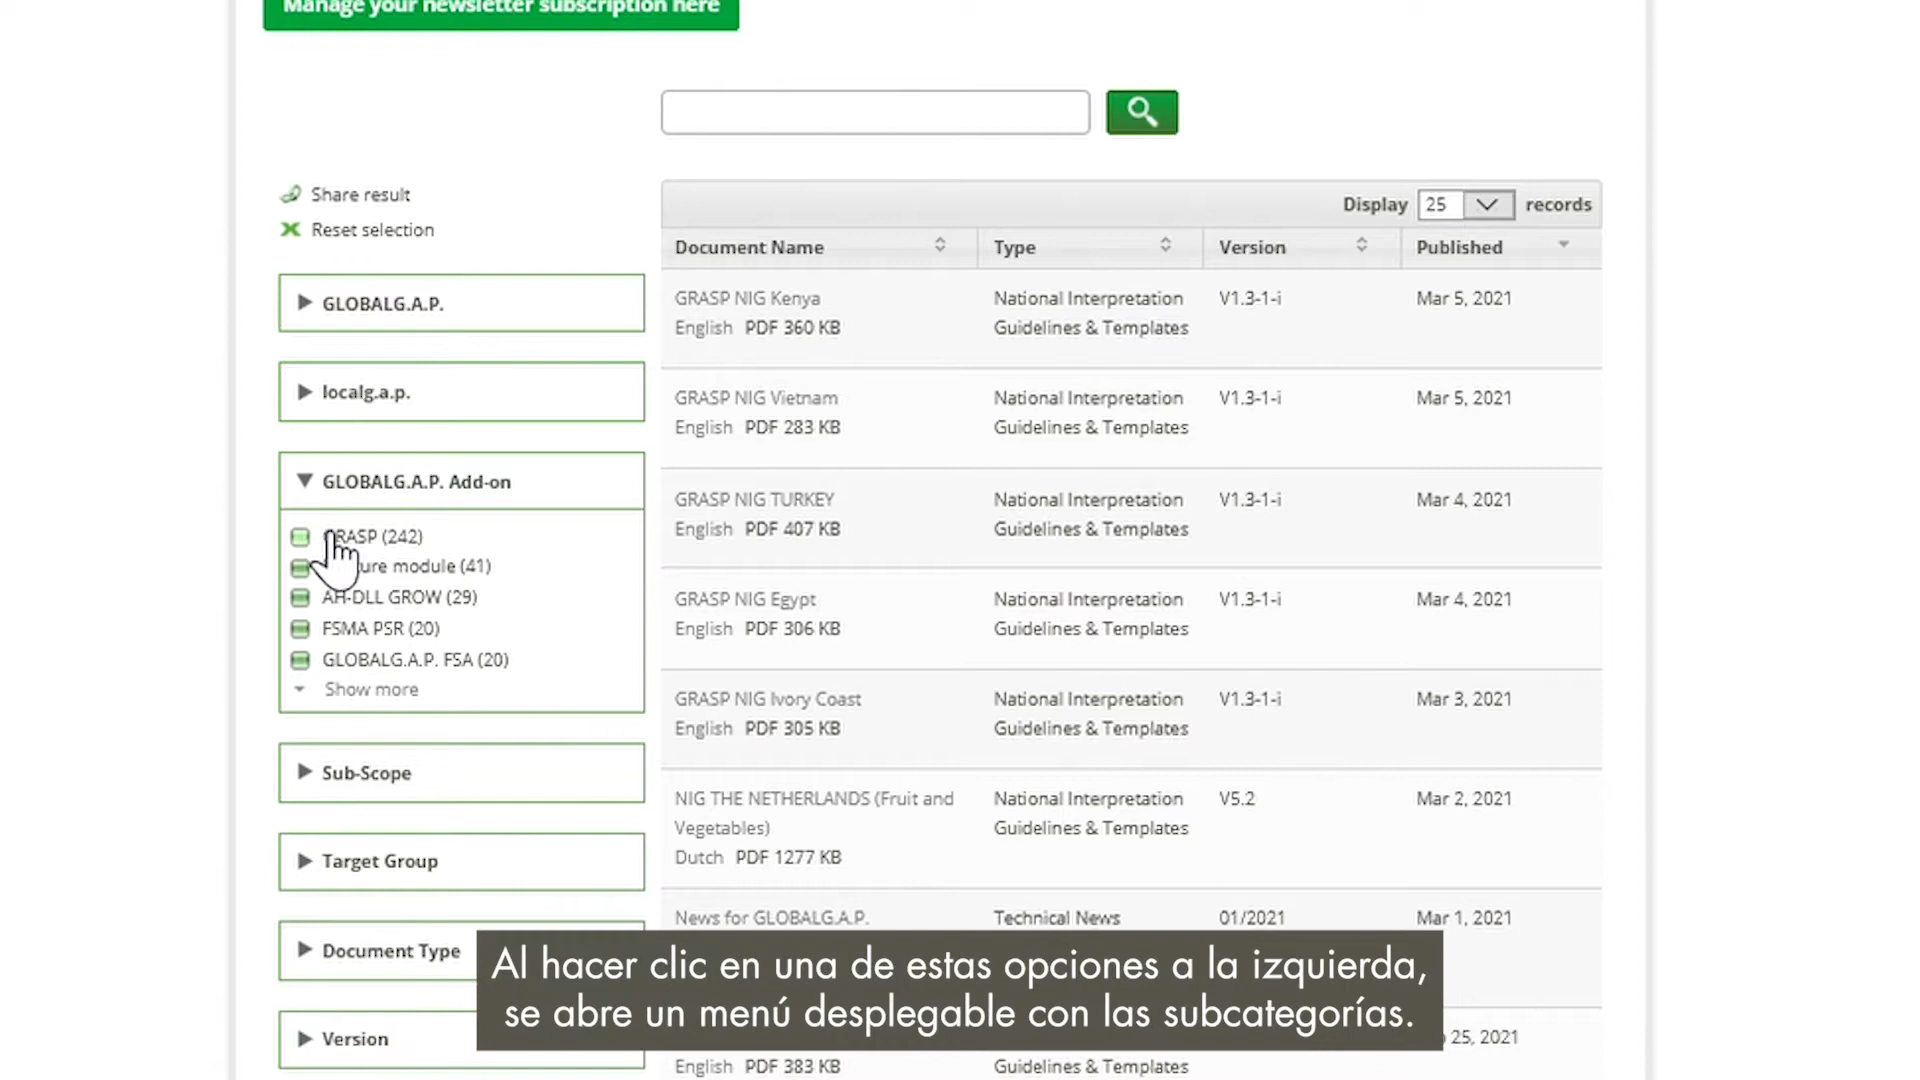 Manage your newsletter subscription here
Share result
Reset selection
GLOBALG.A.P.
localg.a.p.
GLOBALG.A.P. Add-on
GRASP (242)
module (41)
AH-DLL GROW (29)
FSMA PSR (20)
GLOBALG.A.P. FSA (20)
Show more
Sub-Scope
Target Group
Document Type
Version
Display 25 records
Document Name Type Version Published
GRASP NIG Kenya National Interpretation V1.3-1-i Mar 5, 2021
English PDF 360 KB Guidelines & Templates
GRASP NIG Vietnam National Interpretation V1.3-1-i Mar 5, 2021
English PDF 283 KB Guidelines & Templates
GRASP NIG TURKEY National Interpretation V1.3-1-i Mar 4, 2021
English PDF 407 KB Guidelines & Templates
GRASP NIG Egypt National Interpretation V1.3-1-i Mar 4, 2021
English PDF 306 KB Guidelines & Templates
GRASP NIG Ivory Coast National Interpretation V1.3-1-i Mar 3, 2021
English PDF 305 KB Guidelines & Templates
NIG THE NETHERLANDS (Fruit and National Interpretation V5.2 Mar 2, 2021
Vegetables) Guidelines & Templates
Dutch PDF 1277 KB
News for GLOBALG.A.P. Technical News 01/2021 Mar 1, 2021
25, 2021
English PDF 383 KB Guidelines & Templates
Al hacer clic en una de estas opciones a la izquierda,
se abre un menú desplegable con las subcategorías.